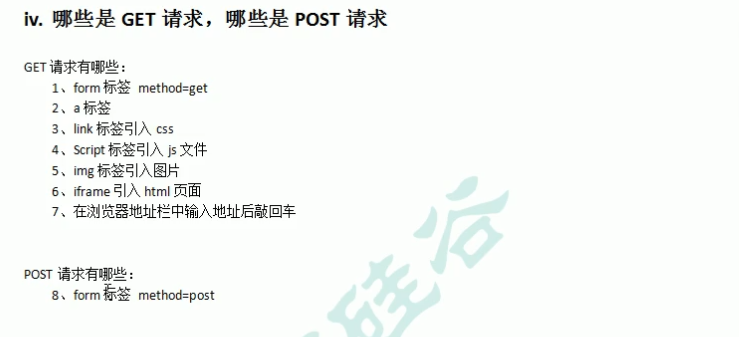 iv. 哪些是 GET 请求，哪些是 POST 请求
GET 请求有哪些：
1、form 标签 method=get
2、a 标签
3、link 标签引入 css
4、Script 标签引入 js 文件
5、img 标签引入图片
6、iframe 引入 html 页面
7、在浏览器地址栏中输入地址后敲回车
POST 请求有哪些：
8、form 标签 method=post
硅谷